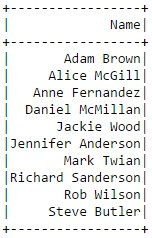 +------------------+
|              Name|
+------------------+
|        Adam Brown|
|      Alice McGill|
|    Anne Fernandez|
|   Daniel McMillan|
|       Jackie Wood|
|Jennifer Anderson|
|        Mark Twian|
|Richard Sanderson|
|        Rob Wilson|
|      Steve Butler|
+------------------+